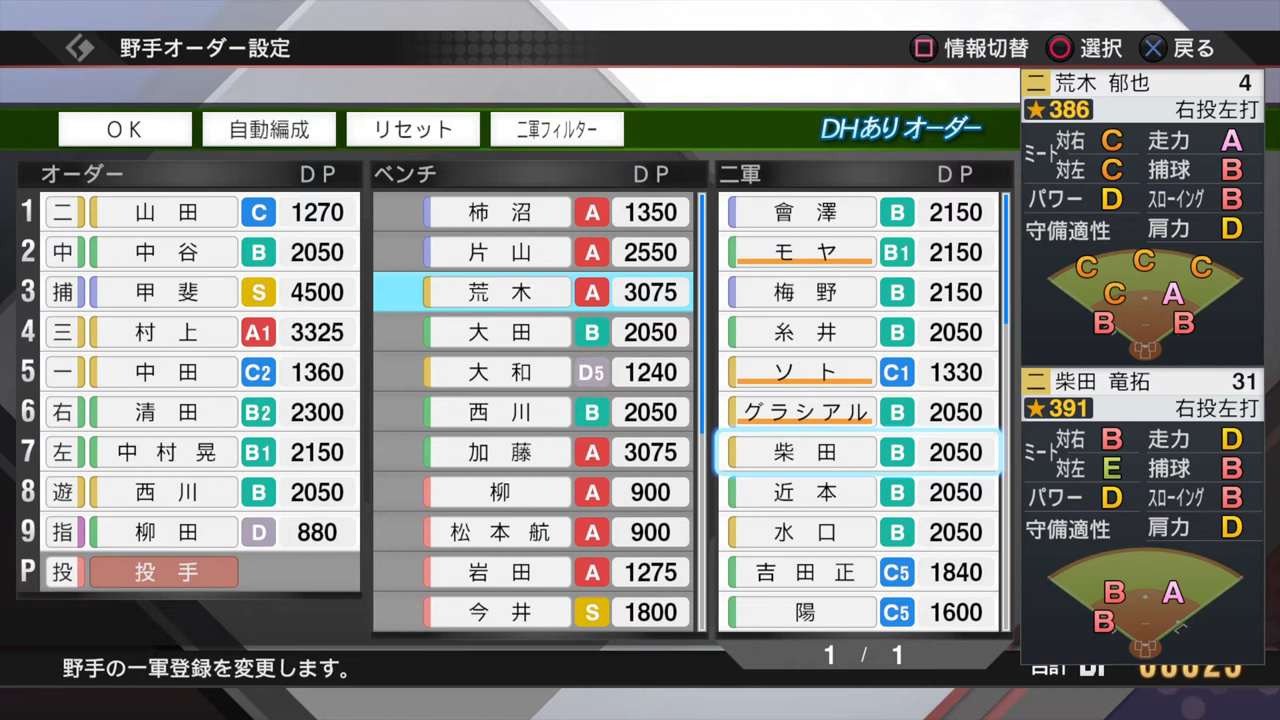 野手オーダー設定
情報切替 選択 戻る
OK 自動編成 リセット 二軍フィルター
DHありオーダー
オーダー DP
1 二 山田 C 1270
2 中 中谷 B 2050
3 捕 甲斐 S 4500
4 三 村上 A1 3325
5 一 中田 C2 1360
6 右 清田 B2 2300
7 左 中村晃 B1 2150
8 遊 西川 B 2050
9 指 柳田 D 880
P 投 投手
ベンチ DP
柿沼 A 1350
片山 A 2550
荒木 A 3075
大田 B 2050
大和 D5 1240
西川 B 2050
加藤 A 3075
柳 A 900
松本航 A 900
岩田 A 1275
今井 S 1800
二軍 DP
會澤 B 2150
モヤ B1 2150
梅野 B 2150
糸井 B 2050
ソト C1 1330
グラシアル B 2050
柴田 B 2050
近本 B 2050
水口 B 2050
吉田正 C5 1840
陽 C5 1600
1 / 1
二 荒木 郁也 4
★386 右投左打
ミート 対右 C 走力 A
対左 C 捕球 B
パワー D スローイング B
守備適性 肩力 D
C C C
C A
B B
二 柴田 竜拓 31
★391 右投左打
ミート 対右 B 走力 D
対左 E 捕球 B
パワー D スローイング B
守備適性 肩力 D
B A
B
野手の一軍登録を変更します。
合計 DP